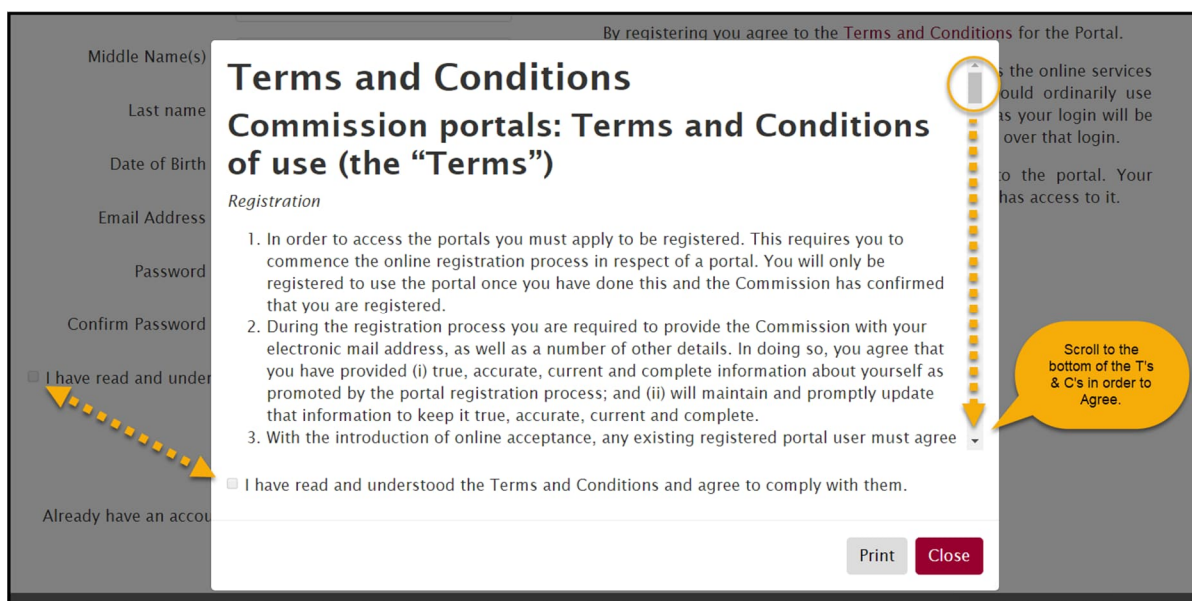 By registering you agree to the Terms and Conditions for the Portal.
Middle Name(s)
Last name
Date of Birth
Email Address
Password
Confirm Password
I have read and under
Already have an accou
s the online services
ould ordinarily use
as your login will be
over that login.
to the portal. Your
has access to it.
Terms and Conditions
Commission portals: Terms and Conditions
of use (the “Terms”)
Registration
1. In order to access the portals you must apply to be registered. This requires you to
commence the online registration process in respect of a portal. You will only be
registered to use the portal once you have done this and the Commission has confirmed
that you are registered.
2. During the registration process you are required to provide the Commission with your
electronic mail address, as well as a number of other details. In doing so, you agree that
you have provided (i) true, accurate, current and complete information about yourself as
promoted by the portal registration process; and (ii) will maintain and promptly update
that information to keep it true, accurate, current and complete.
3. With the introduction of online acceptance, any existing registered portal user must agree
I have read and understood the Terms and Conditions and agree to comply with them.
Print
Close
Scroll to the
bottom of the T's
& C's in order to
Agree.